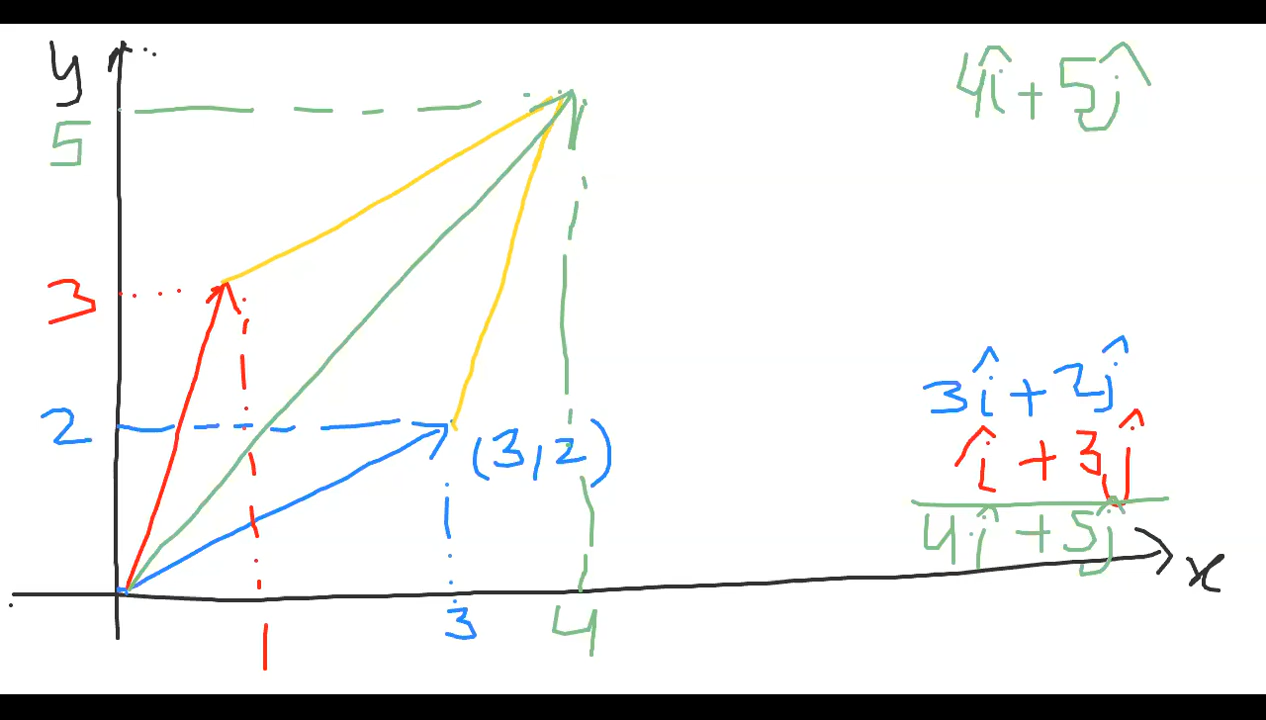 y
4î + 5ĵ
5
3
3î + 2ĵ
2
(3,2)
î + 3ĵ
4î + 5ĵ
x
1
3
4